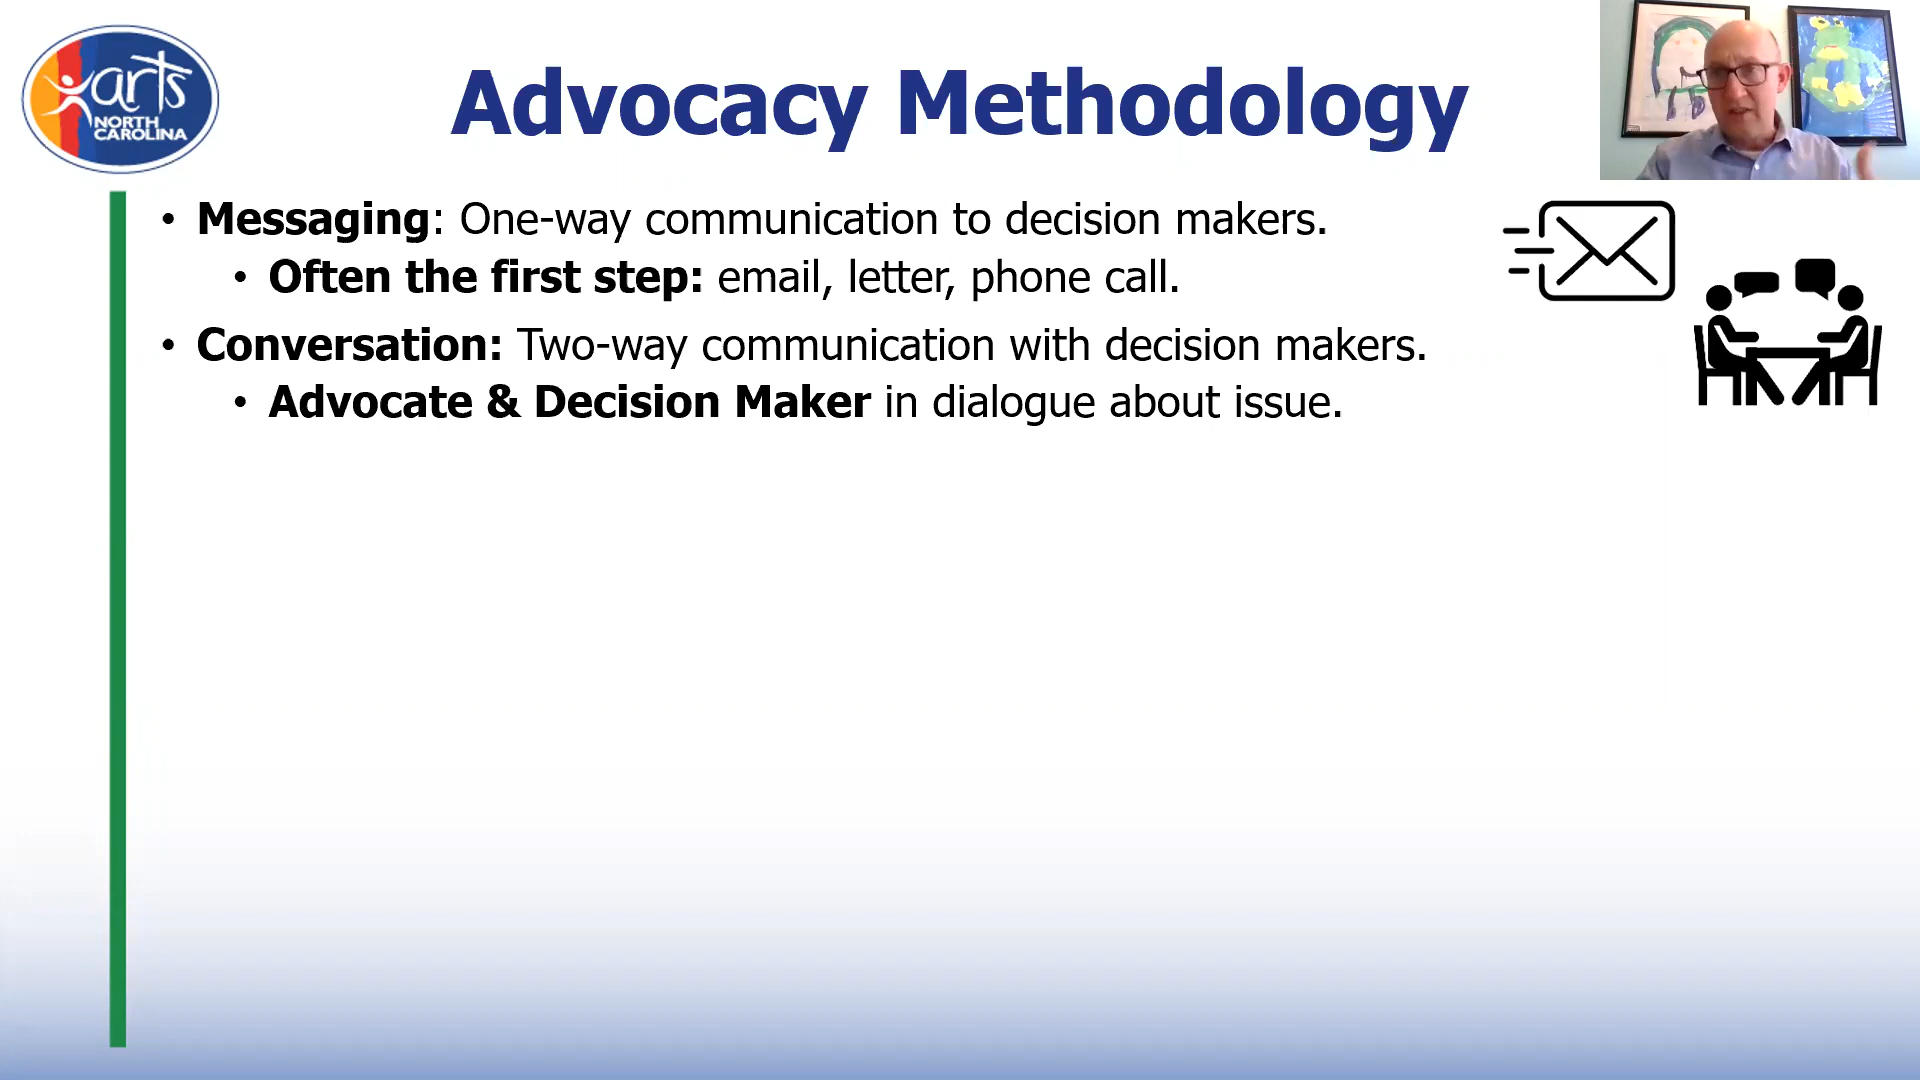 arts
NORTH
CAROLINA
Advocacy Methodology
• Messaging: One-way communication to decision makers.
• Often the first step: email, letter, phone call.
• Conversation: Two-way communication with decision makers.
• Advocate & Decision Maker in dialogue about issue.